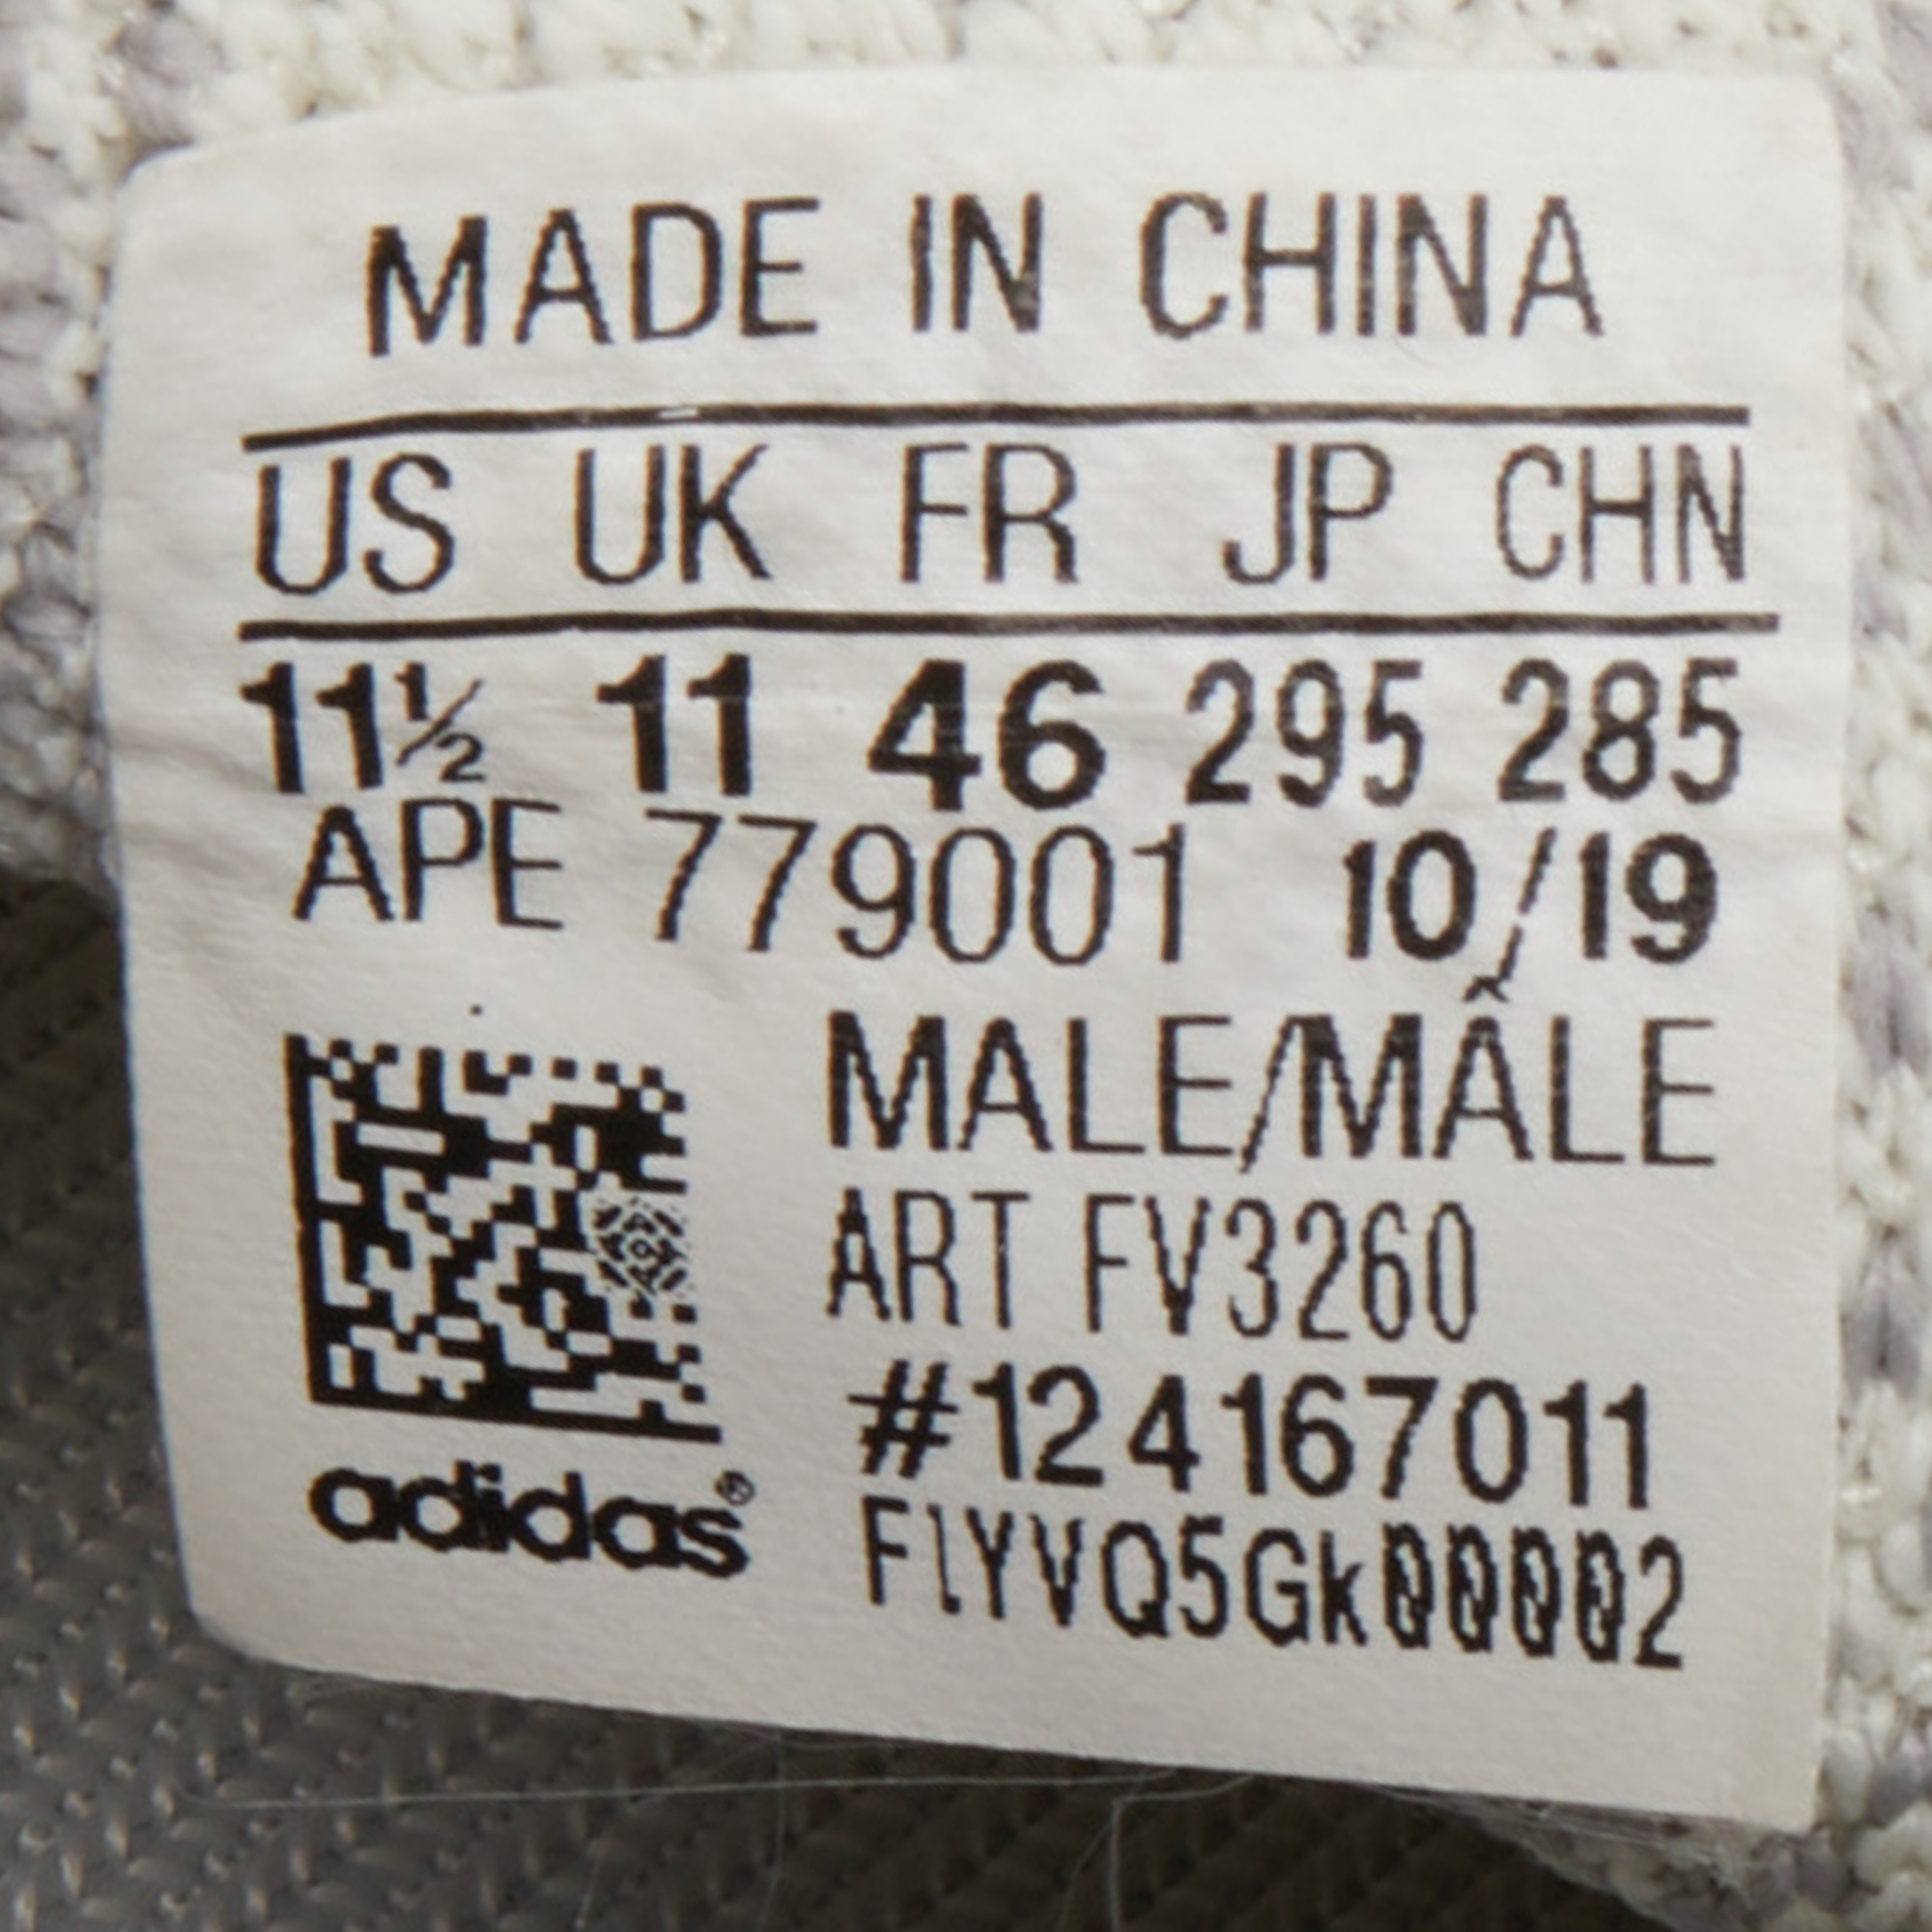 MADE IN CHINA
US UK FR JP CHN
11½ 11 46 295 285
APE 779001 10/19
MALE/MÂLE
ART FV3260
#124167011
adidas®
FlYVQ5Gk00002